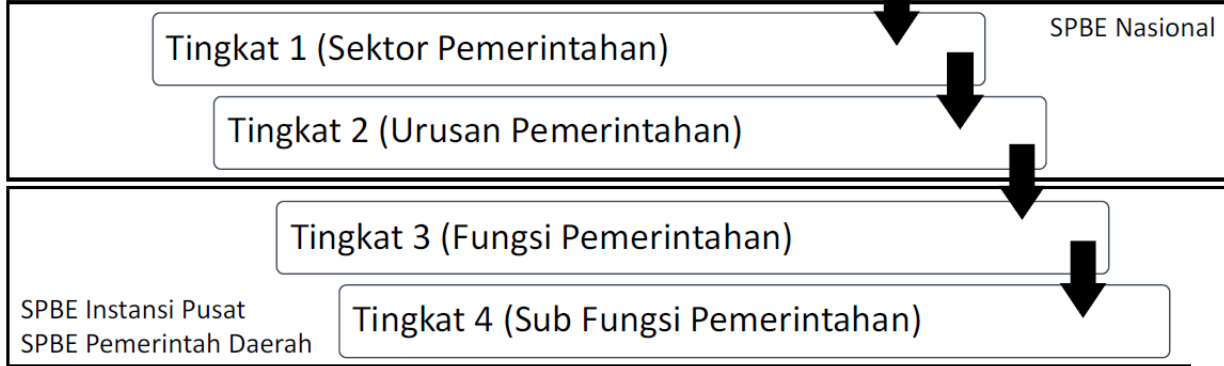 SPBE Nasional
Tingkat 1 (Sektor Pemerintahan)
Tingkat 2 (Urusan Pemerintahan)
Tingkat 3 (Fungsi Pemerintahan)
SPBE Instansi Pusat
SPBE Pemerintah Daerah
Tingkat 4 (Sub Fungsi Pemerintahan)